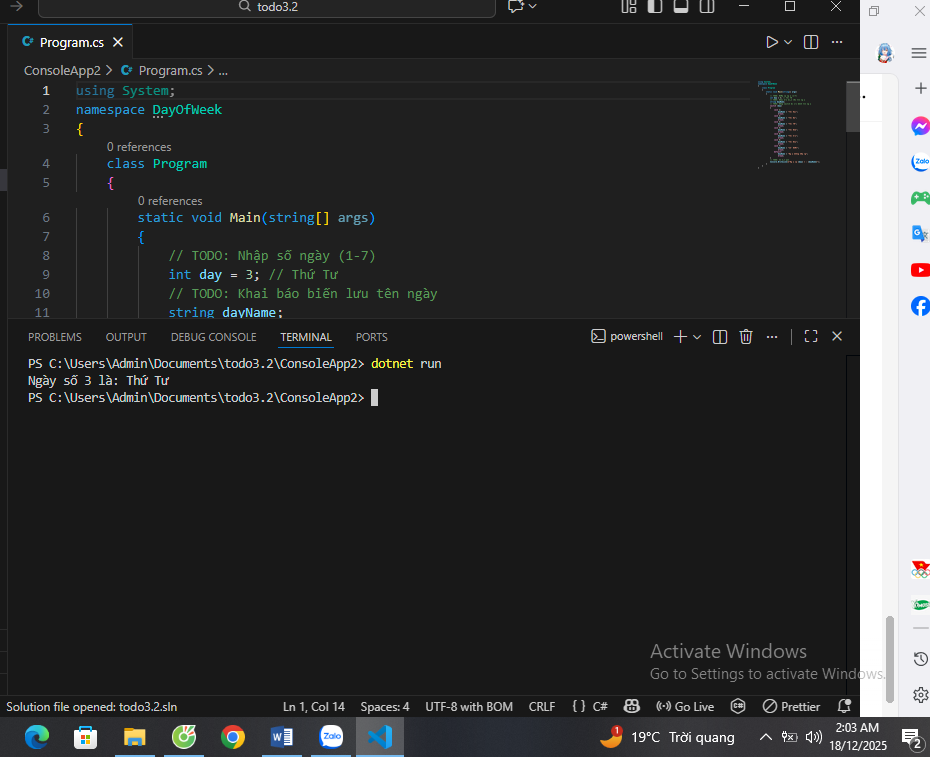 todo3.2
Program.cs
ConsoleApp2 > Program.cs > ...
1 using System;
2 namespace DayOfWeek
3 {
0 references
4 class Program
5 {
0 references
6 static void Main(string[] args)
7 {
8 // TODO: Nhập số ngày (1-7)
9 int day = 3; // Thứ Tư
10 // TODO: Khai báo biến lưu tên ngày
11 string dayName;
PROBLEMS OUTPUT DEBUG CONSOLE TERMINAL PORTS
powershell
PS C:\Users\Admin\Documents\todo3.2\ConsoleApp2> dotnet run
Ngày số 3 là: Thứ Tư
PS C:\Users\Admin\Documents\todo3.2\ConsoleApp2>
Activate Windows
Go to Settings to activate Windows.
Zalo
Solution file opened: todo3.2.sln Ln 1, Col 14 Spaces: 4 UTF-8 with BOM CRLF { } C# Go Live Prettier
Zalo
1
19°C Trời quang
2:03 AM
18/12/2025
2